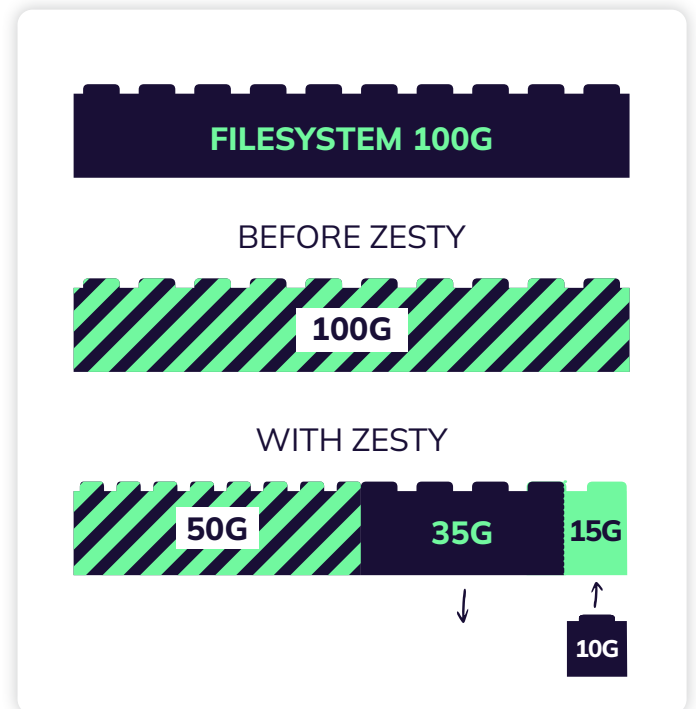 FILESYSTEM 100G
BEFORE ZESTY
100G
WITH ZESTY
50G
35G
15G
10G